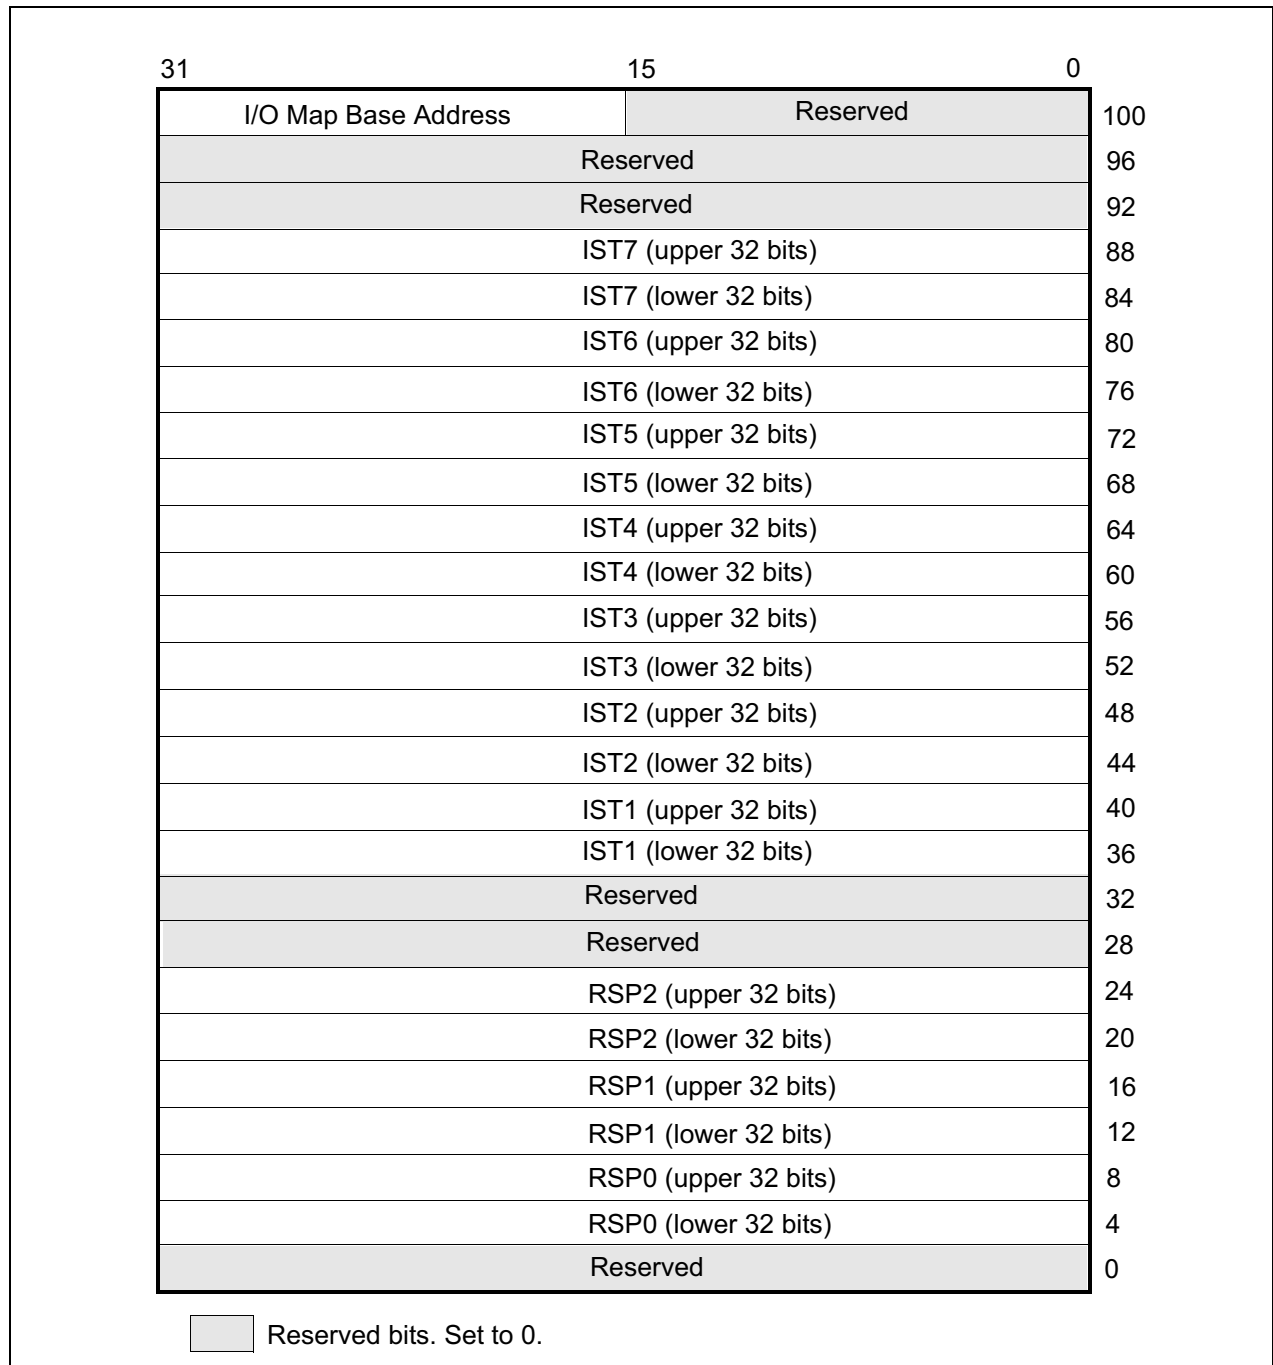 31 15 0
I/O Map Base Address Reserved 100
Reserved 96
Reserved 92
IST7 (upper 32 bits) 88
IST7 (lower 32 bits) 84
IST6 (upper 32 bits) 80
IST6 (lower 32 bits) 76
IST5 (upper 32 bits) 72
IST5 (lower 32 bits) 68
IST4 (upper 32 bits) 64
IST4 (lower 32 bits) 60
IST3 (upper 32 bits) 56
IST3 (lower 32 bits) 52
IST2 (upper 32 bits) 48
IST2 (lower 32 bits) 44
IST1 (upper 32 bits) 40
IST1 (lower 32 bits) 36
Reserved 32
Reserved 28
RSP2 (upper 32 bits) 24
RSP2 (lower 32 bits) 20
RSP1 (upper 32 bits) 16
RSP1 (lower 32 bits) 12
RSP0 (upper 32 bits) 8
RSP0 (lower 32 bits) 4
Reserved 0
Reserved bits. Set to 0.